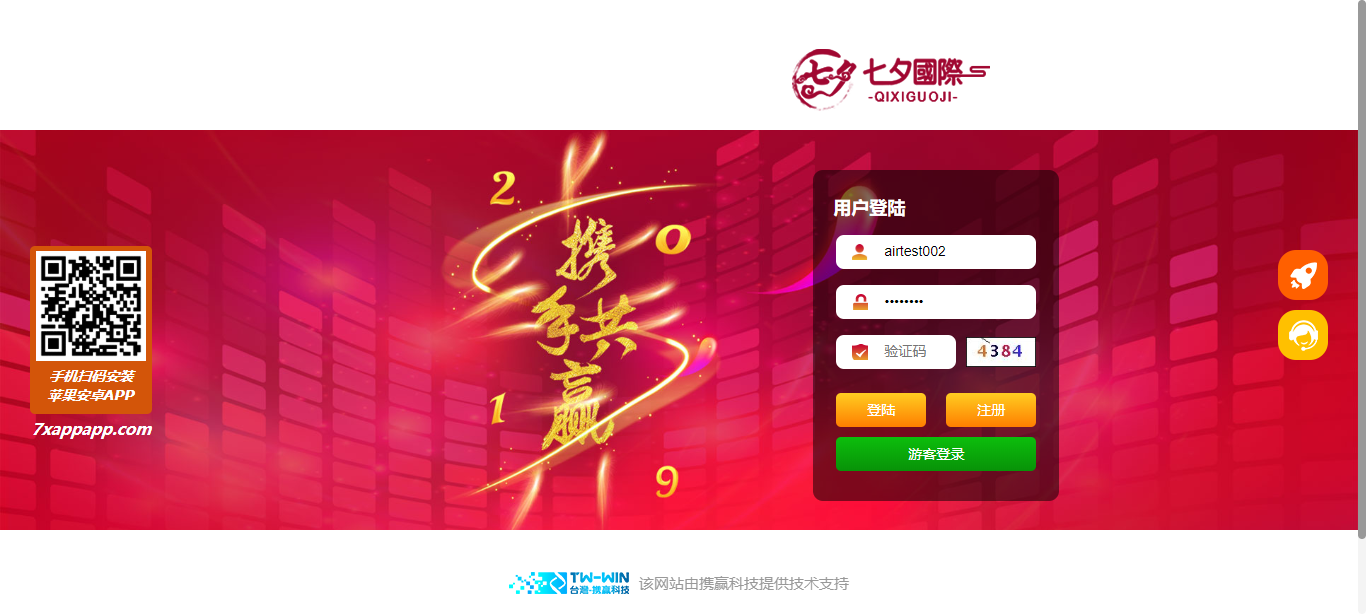 七夕
七夕國際
-QIXIGUOJI-
2
0
携
手共
赢
1
9
手机扫码安装
苹果安卓APP
7xappapp.com
用户登陆
airtest002
••••••••
验证码
4384
登陆
注册
游客登录
TW-WIN
台灣-携赢科技
该网站由携赢科技提供技术支持